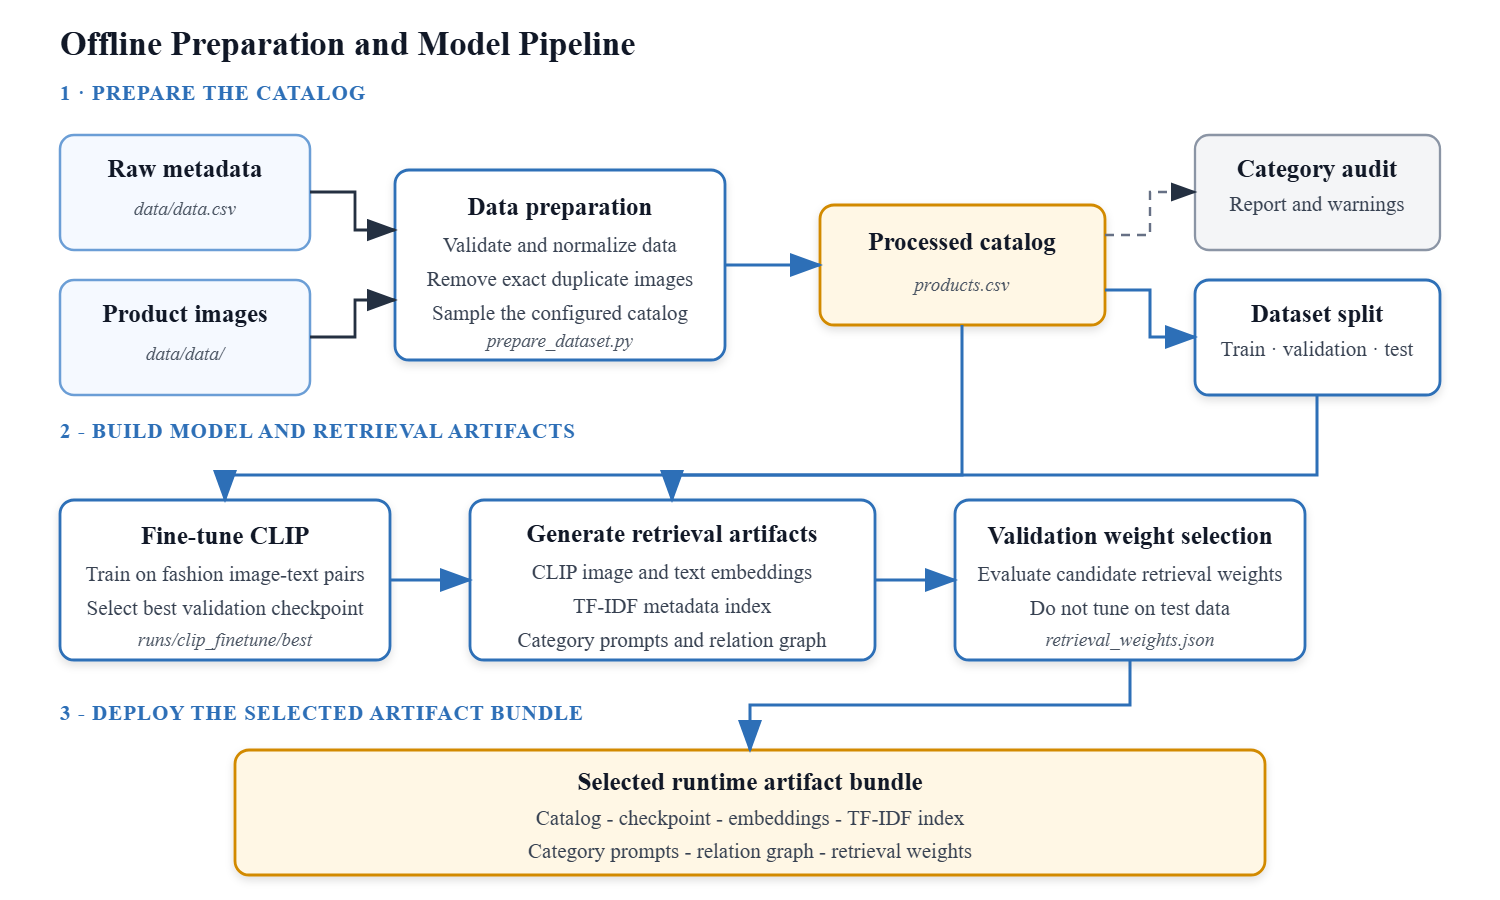 Offline Preparation and Model Pipeline
1 · PREPARE THE CATALOG
Raw metadata
data/data.csv
Product images
data/data/
Data preparation
Validate and normalize data
Remove exact duplicate images
Sample the configured catalog
prepare_dataset.py
Processed catalog
products.csv
Category audit
Report and warnings
Dataset split
Train · validation · test
2 - BUILD MODEL AND RETRIEVAL ARTIFACTS
Fine-tune CLIP
Train on fashion image-text pairs
Select best validation checkpoint
runs/clip_finetune/best
Generate retrieval artifacts
CLIP image and text embeddings
TF-IDF metadata index
Category prompts and relation graph
Validation weight selection
Evaluate candidate retrieval weights
Do not tune on test data
retrieval_weights.json
3 - DEPLOY THE SELECTED ARTIFACT BUNDLE
Selected runtime artifact bundle
Catalog - checkpoint - embeddings - TF-IDF index
Category prompts - relation graph - retrieval weights